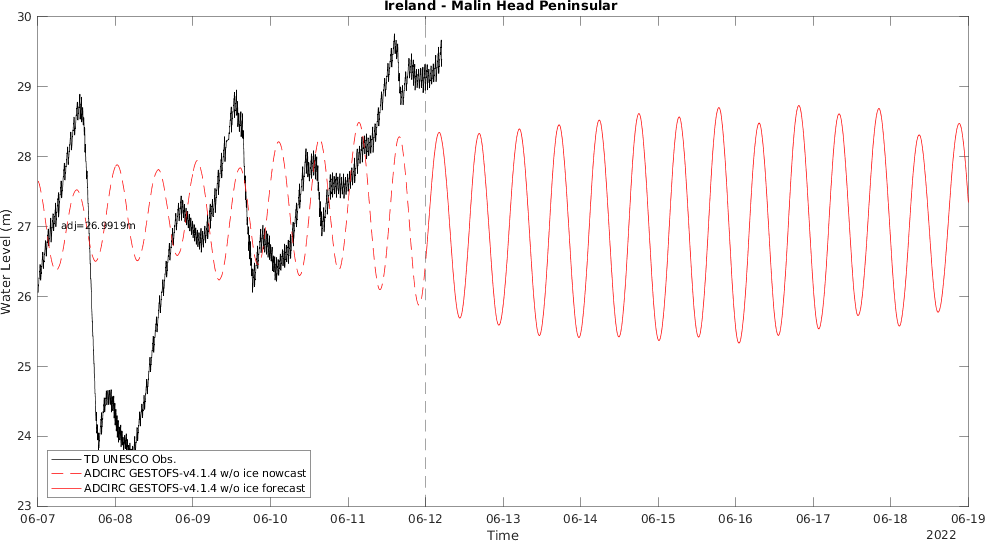 Ireland - Malin Head Peninsular
30
29
28
27
26
25
24
23
Water Level (m)
adj=26.9919m
TD UNESCO Obs.
ADCIRC GESTOFS-v4.1.4 w/o ice nowcast
ADCIRC GESTOFS-v4.1.4 w/o ice forecast
06-07 06-08 06-09 06-10 06-11 06-12 06-13 06-14 06-15 06-16 06-17 06-18 06-19
Time
2022